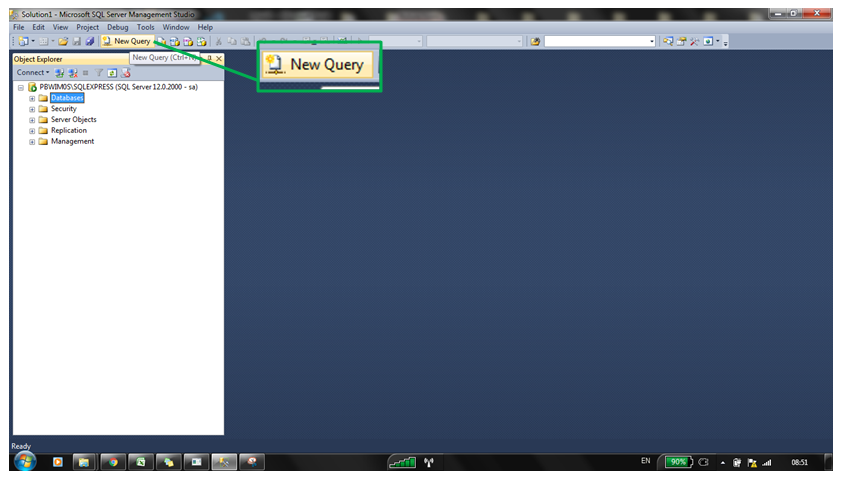 Solution1 - Microsoft SQL Server Management Studio
File Edit View Project Debug Tools Window Help
New Query
New Query
Object Explorer
New Query (Ctrl+N)
Connect
PBWIM0S\SQLEXPRESS (SQL Server 12.0.2000 - sa)
Databases
Security
Server Objects
Replication
Management
Ready
EN
90%
08:51